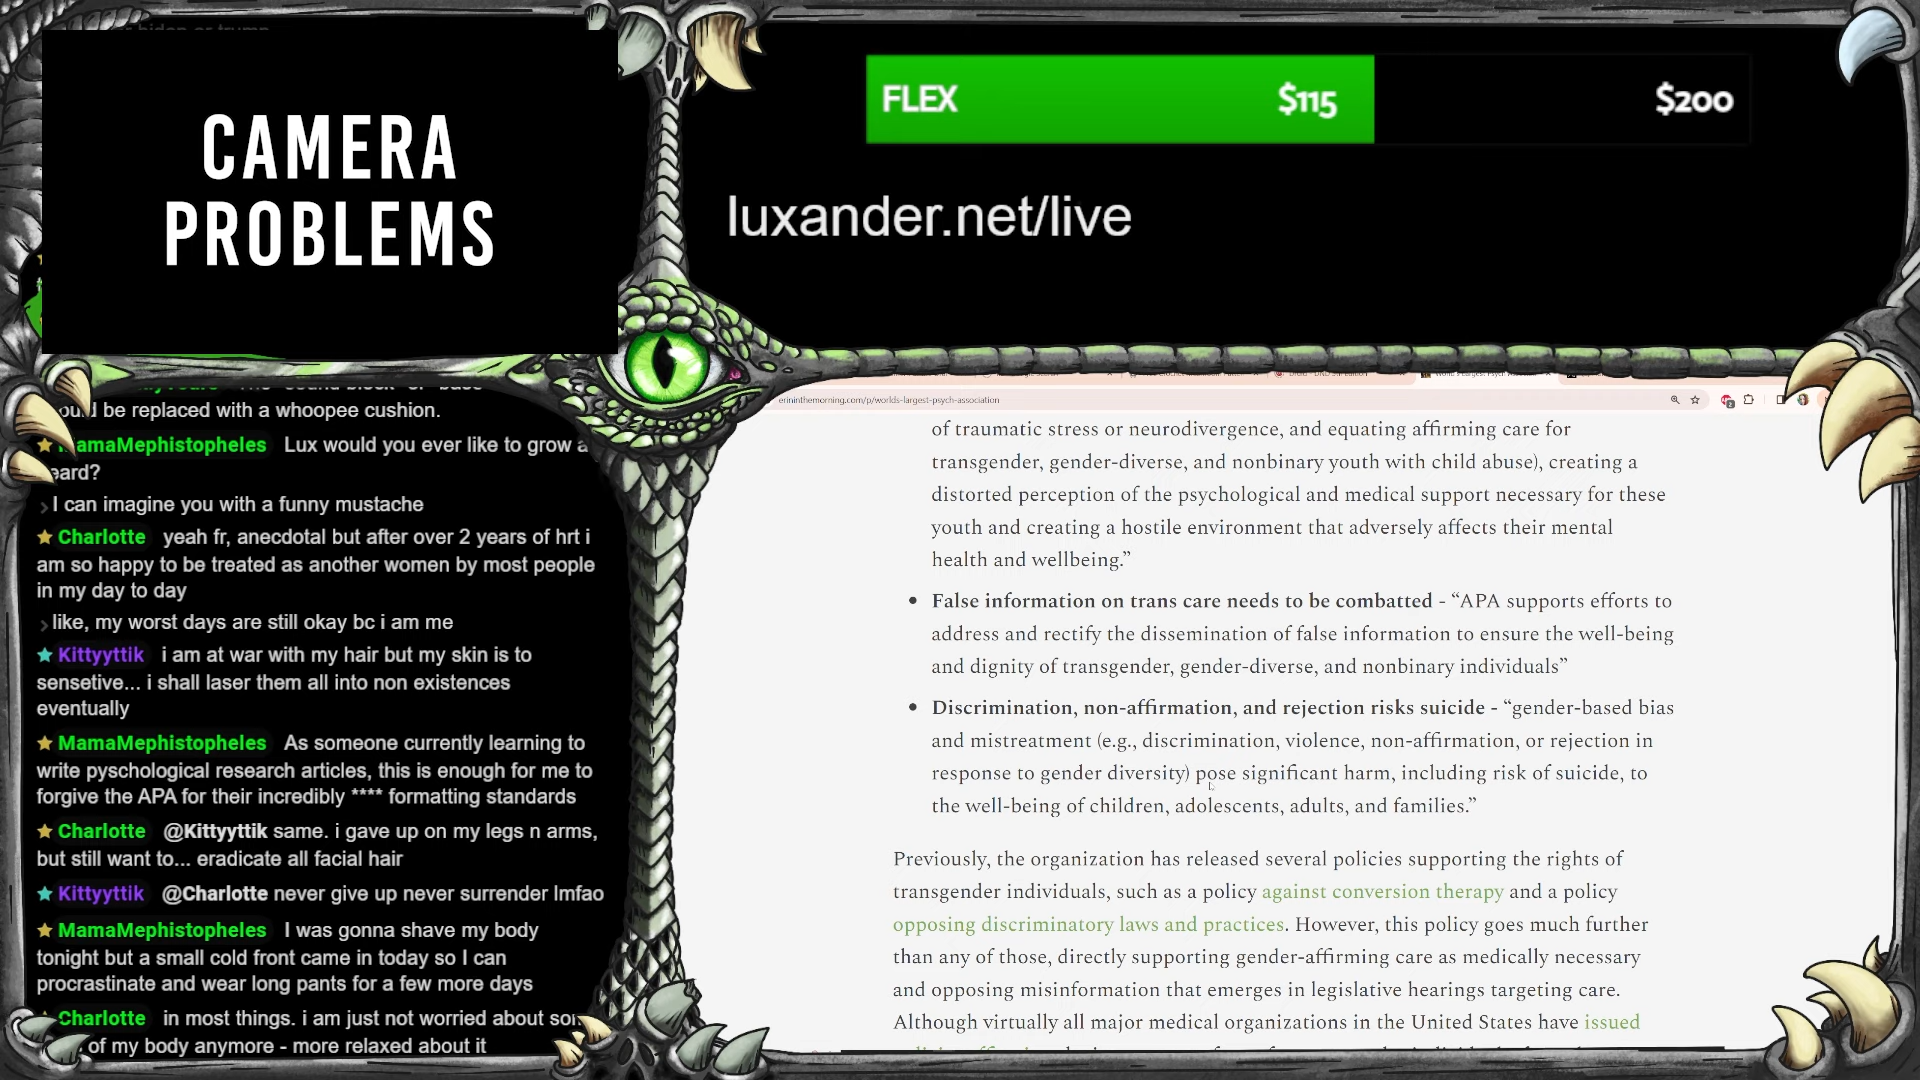 CAMERA
PROBLEMS
FLEX $115 $200
luxander.net/live
be replaced with a whoopee cushion.
MamaMephistopheles Lux would you ever like to grow a
beard?
I can imagine you with a funny mustache
Charlotte yeah fr, anecdotal but after over 2 years of hrt i
am so happy to be treated as another women by most people
in my day to day
like, my worst days are still okay bc i am me
Kittyyttik i am at war with my hair but my skin is to
sensetive... i shall laser them all into non existences
eventually
MamaMephistopheles As someone currently learning to
write pyschological research articles, this is enough for me to
forgive the APA for their incredibly **** formatting standards
Charlotte @Kittyyttik same. i gave up on my legs n arms,
but still want to... eradicate all facial hair
Kittyyttik @Charlotte never give up never surrender lmfao
MamaMephistopheles I was gonna shave my body
tonight but a small cold front came in today so I can
procrastinate and wear long pants for a few more days
Charlotte in most things. i am just not worried about
of my body anymore - more relaxed about it
erininthemorning.com/p/worlds-largest-psych-association
of traumatic stress or neurodivergence, and equating affirming care for
transgender, gender-diverse, and nonbinary youth with child abuse), creating a
distorted perception of the psychological and medical support necessary for these
youth and creating a hostile environment that adversely affects their mental
health and wellbeing.”
• False information on trans care needs to be combatted - “APA supports efforts to
address and rectify the dissemination of false information to ensure the well-being
and dignity of transgender, gender-diverse, and nonbinary individuals”
• Discrimination, non-affirmation, and rejection risks suicide - “gender-based bias
and mistreatment (e.g., discrimination, violence, non-affirmation, or rejection in
response to gender diversity) pose significant harm, including risk of suicide, to
the well-being of children, adolescents, adults, and families.”
Previously, the organization has released several policies supporting the rights of
transgender individuals, such as a policy against conversion therapy and a policy
opposing discriminatory laws and practices. However, this policy goes much further
than any of those, directly supporting gender-affirming care as medically necessary
and opposing misinformation that emerges in legislative hearings targeting care.
Although virtually all major medical organizations in the United States have issued